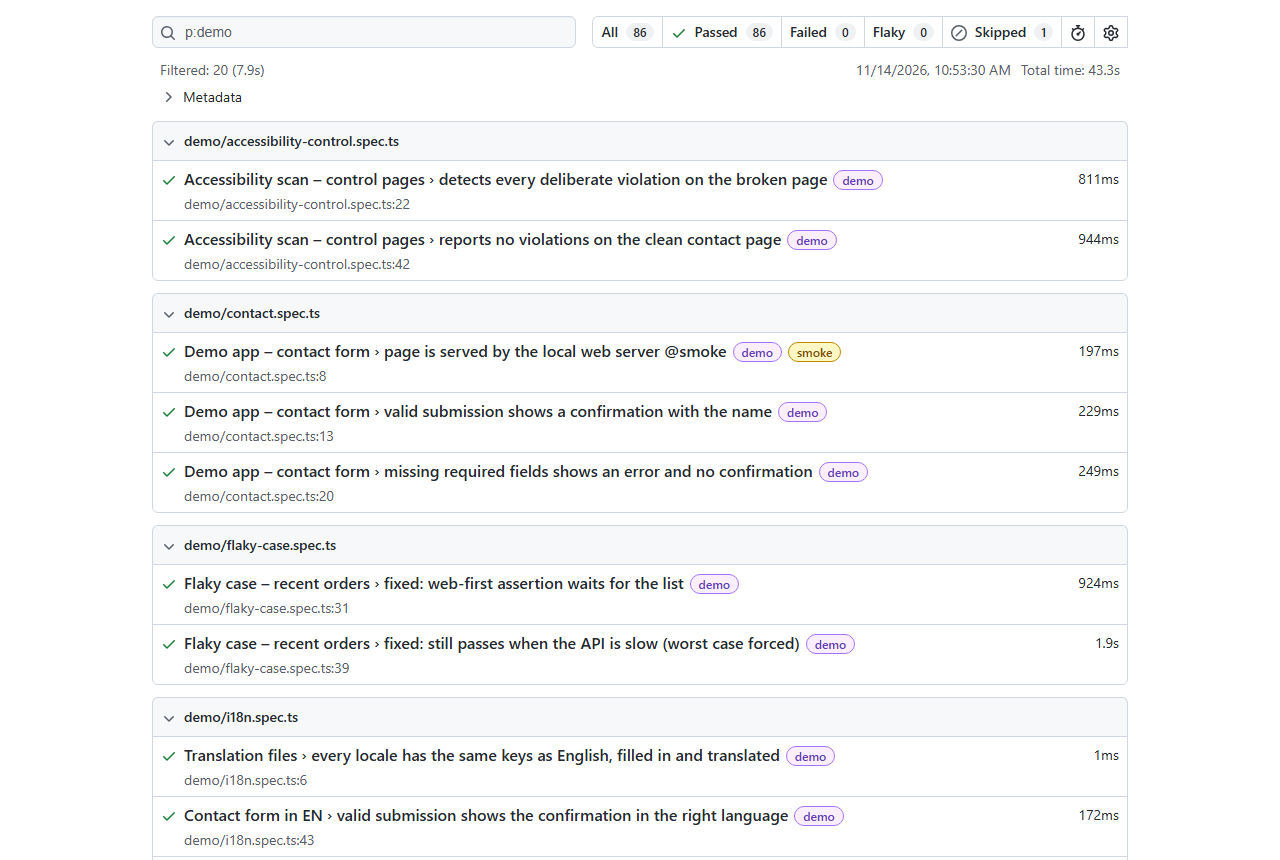 p:demo
All 86 Passed 86 Failed 0 Flaky 0 Skipped 1
Filtered: 20 (7.9s) 11/14/2026, 10:53:30 AM Total time: 43.3s
Metadata
demo/accessibility-control.spec.ts
Accessibility scan – control pages › detects every deliberate violation on the broken page demo 811ms
demo/accessibility-control.spec.ts:22
Accessibility scan – control pages › reports no violations on the clean contact page demo 944ms
demo/accessibility-control.spec.ts:42
demo/contact.spec.ts
Demo app – contact form › page is served by the local web server @smoke demo smoke 197ms
demo/contact.spec.ts:8
Demo app – contact form › valid submission shows a confirmation with the name demo 229ms
demo/contact.spec.ts:13
Demo app – contact form › missing required fields shows an error and no confirmation demo 249ms
demo/contact.spec.ts:20
demo/flaky-case.spec.ts
Flaky case – recent orders › fixed: web-first assertion waits for the list demo 924ms
demo/flaky-case.spec.ts:31
Flaky case – recent orders › fixed: still passes when the API is slow (worst case forced) demo 1.9s
demo/flaky-case.spec.ts:39
demo/i18n.spec.ts
Translation files › every locale has the same keys as English, filled in and translated demo 1ms
demo/i18n.spec.ts:6
Contact form in EN › valid submission shows the confirmation in the right language demo 172ms
demo/i18n.spec.ts:43